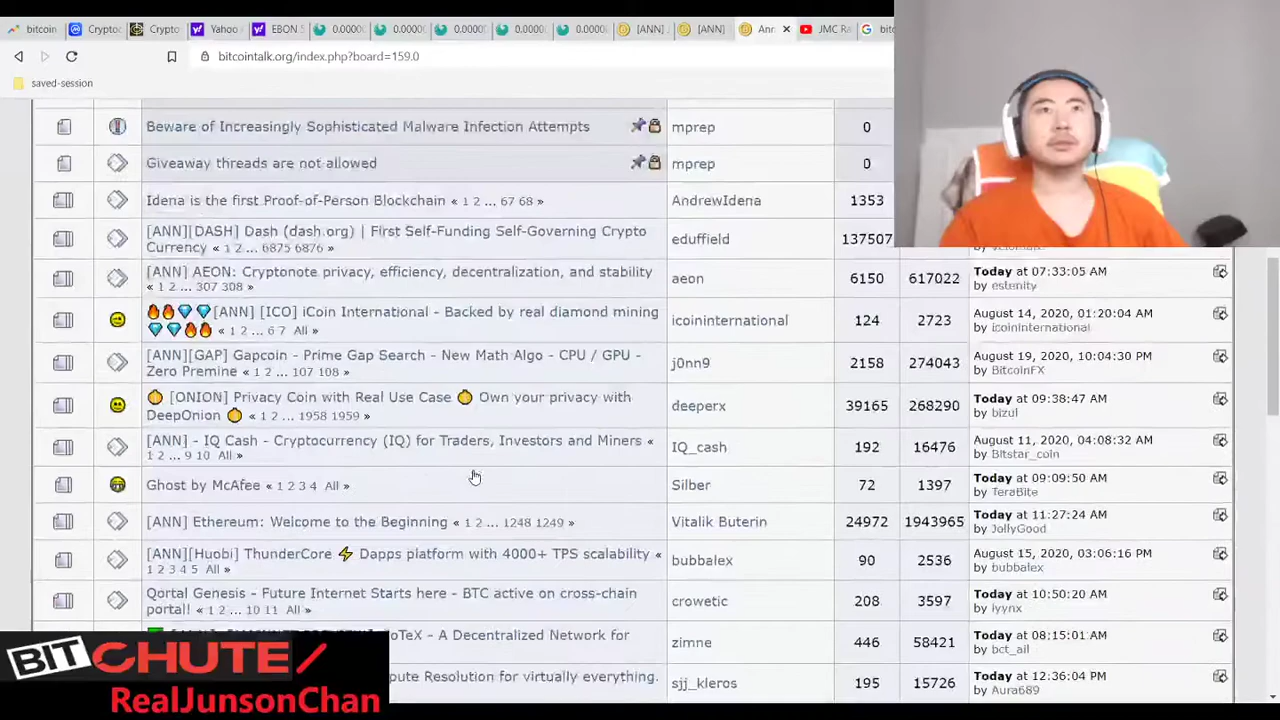 bitcoin
Cryptc
Crypto
Yahoo
EBON S
0.0000
0.0000
0.0000
0.0000
0.0000
[ANN]
[ANN]
Ann
JMC Ra
bitc
bitcointalk.org/index.php?board=159.0
saved-session
Beware of Increasingly Sophisticated Malware Infection Attempts mprep 0
Giveaway threads are not allowed mprep 0
Idena is the first Proof-of-Person Blockchain « 1 2 ... 67 68 » AndrewIdena 1353
[ANN][DASH] Dash (dash.org) | First Self-Funding Self-Governing Crypto
Currency « 1 2 ... 6875 6876 » eduffield 137507
[ANN] AEON: Cryptonote privacy, efficiency, decentralization, and stability
« 1 2 ... 307 308 » aeon 6150 617022 Today at 07:33:05 AM
by estenity
[ANN] [ICO] iCoin International - Backed by real diamond mining
« 1 2 ... 6 7 All » icoininternational 124 2723 August 14, 2020, 01:20:04 AM
by icoininternational
[ANN][GAP] Gapcoin - Prime Gap Search - New Math Algo - CPU / GPU -
Zero Premine « 1 2 ... 107 108 » j0nn9 2158 274043 August 19, 2020, 10:04:30 PM
by BitcoinFX
[ONION] Privacy Coin with Real Use Case Own your privacy with
DeepOnion « 1 2 ... 1958 1959 » deeperx 39165 268290 Today at 09:38:47 AM
by bizul
[ANN] - IQ Cash - Cryptocurrency (IQ) for Traders, Investors and Miners «
1 2 ... 9 10 All » IQ_cash 192 16476 August 11, 2020, 04:08:32 AM
by Bitstar_coin
Ghost by McAfee « 1 2 3 4 All » Silber 72 1397 Today at 09:09:50 AM
by TeraBite
[ANN] Ethereum: Welcome to the Beginning « 1 2 ... 1248 1249 » Vitalik Buterin 24972 1943965 Today at 11:27:24 AM
by JollyGood
[ANN][Huobi] ThunderCore Dapps platform with 4000+ TPS scalability «
1 2 3 4 5 All » bubbalex 90 2536 August 15, 2020, 03:06:16 PM
by bubbalex
Qortal Genesis - Future Internet Starts here - BTC active on cross-chain
portal! « 1 2 ... 10 11 All » crowetic 208 3597 Today at 10:50:20 AM
by iyynx
oTeX - A Decentralized Network for zimne 446 58421 Today at 08:15:01 AM
by bct_ail
pute Resolution for virtually everything. sjj_kleros 195 15726 Today at 12:36:04 PM
by Aura689
BITCHUTE/
RealJunsonChan